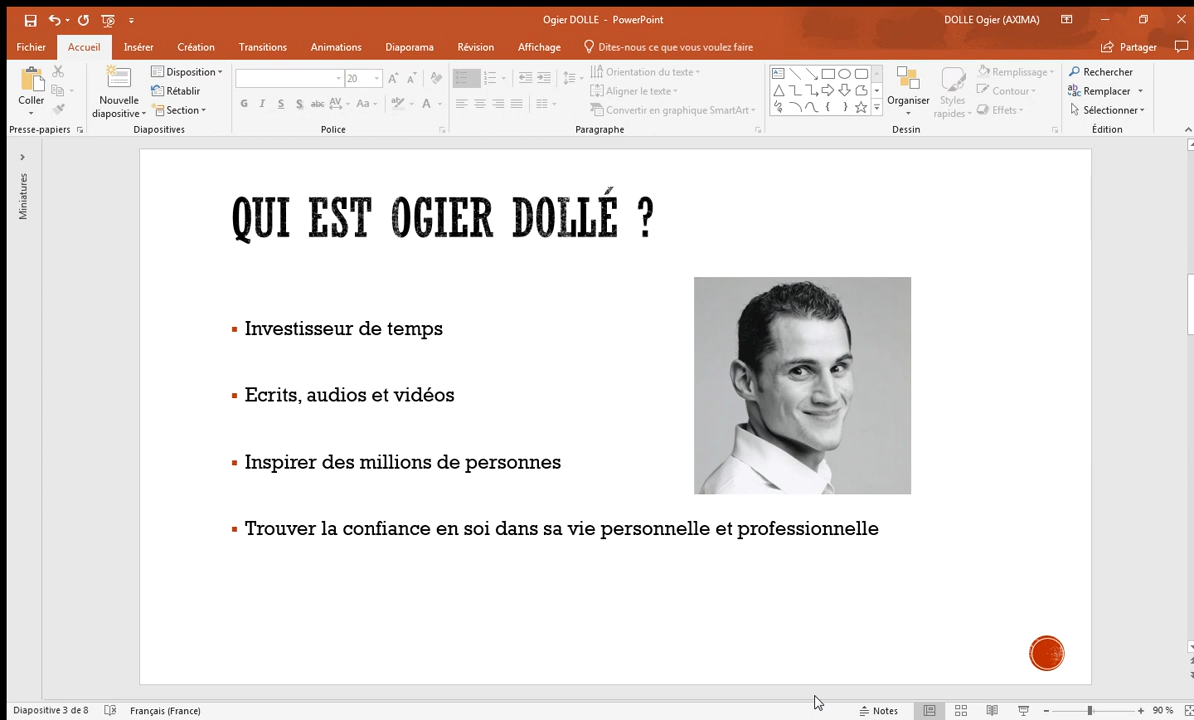 Ogier DOLLE - PowerPoint
DOLLE Ogier (AXIMA)
Fichier Accueil Insérer Création Transitions Animations Diaporama Révision Affichage Dites-nous ce que vous voulez faire Partager
Coller
Presse-papiers
Nouvelle diapositive
Disposition
Rétablir
Section
Diapositives
20
G I S S abc AV Aa A
Police
Orientation du texte
Aligner le texte
Convertir en graphique SmartArt
Paragraphe
Organiser
Styles rapides
Remplissage
Contour
Effets
Dessin
Rechercher
Remplacer
Sélectionner
Édition
Miniatures
QUI EST OGIER DOLLÉ ?
Investisseur de temps
Ecrits, audios et vidéos
Inspirer des millions de personnes
Trouver la confiance en soi dans sa vie personnelle et professionnelle
Diapositive 3 de 8 Français (France) Notes 90 %